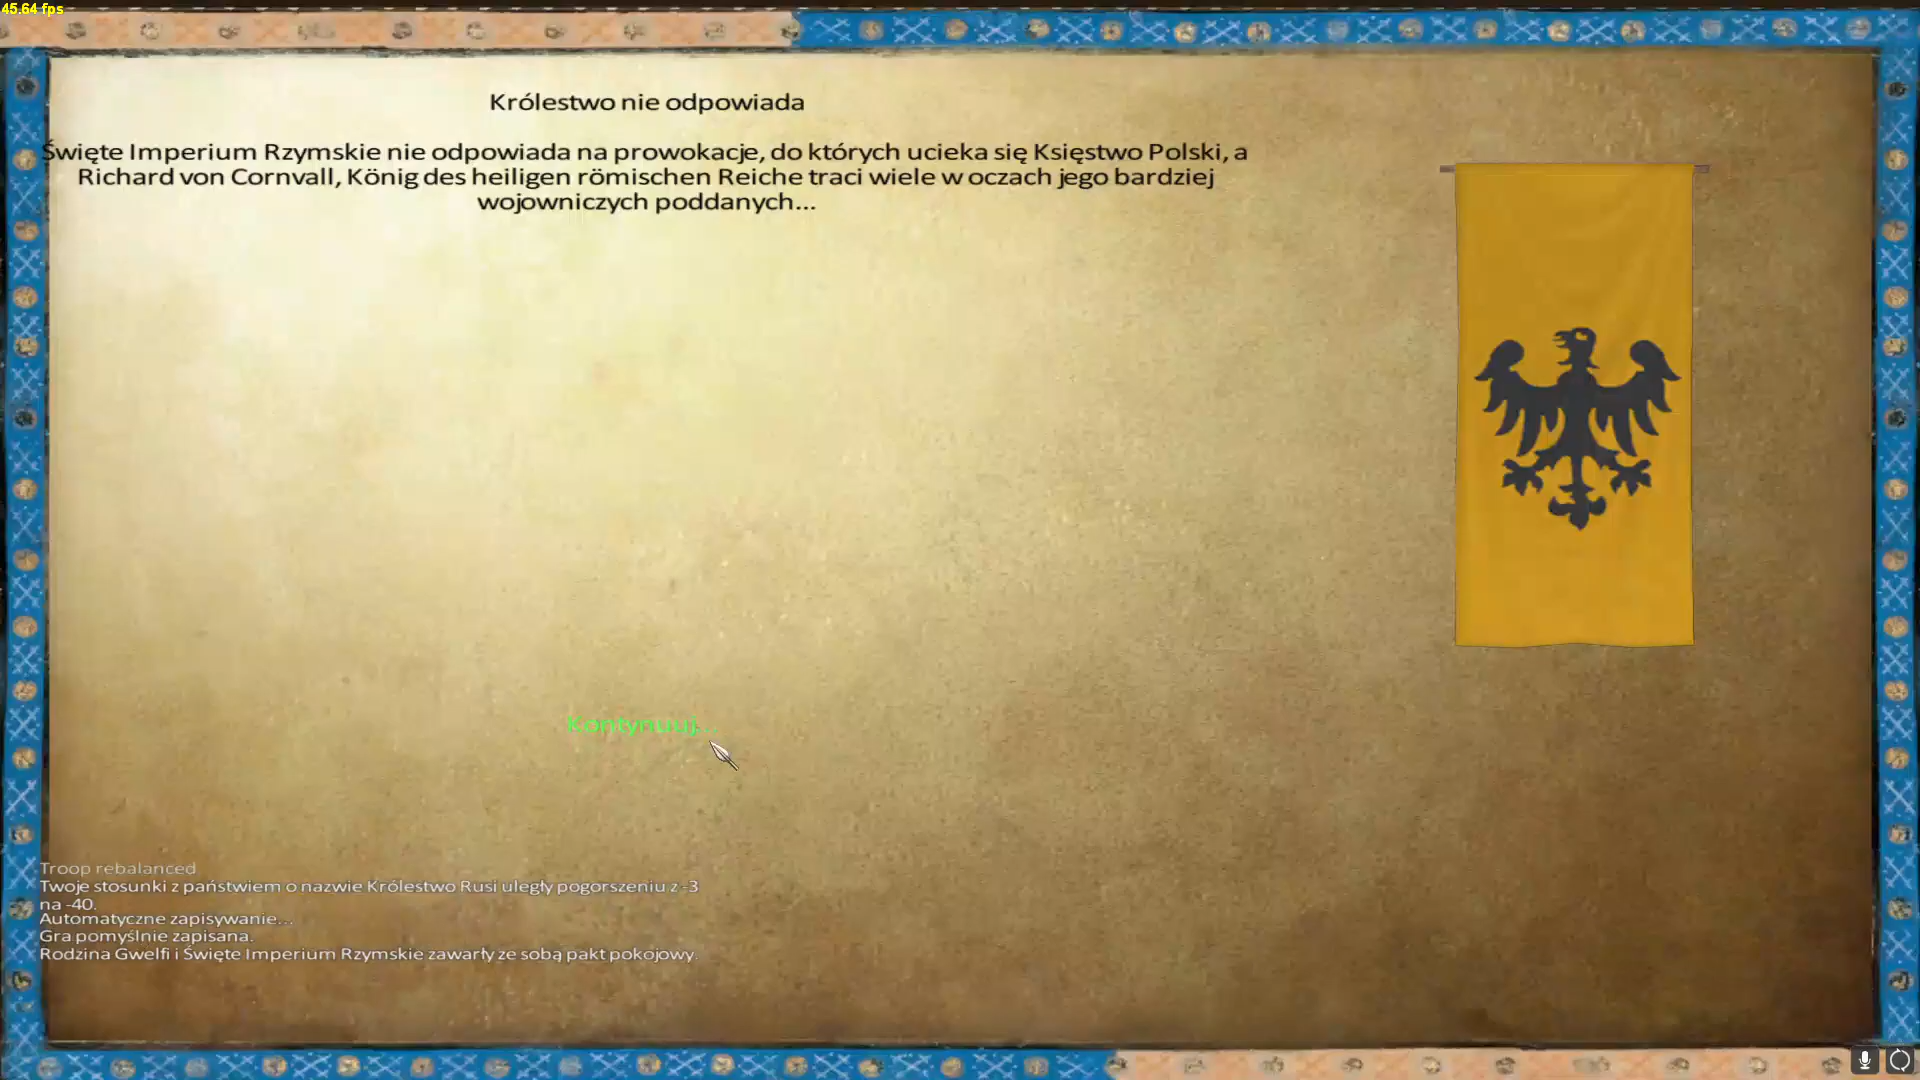 45.64 fps
Królestwo nie odpowiada
Święte Imperium Rzymskie nie odpowiada na prowokacje, do których ucieka się Księstwo Polski, a
Richard von Cornvall, König des heiligen römischen Reiche traci wiele w oczach jego bardziej
wojowniczych poddanych...
Kontynuuj...
Troop rebalanced
Twoje stosunki z państwiem o nazwie Królestwo Rusi uległy pogorszeniu z -3
na -40.
Automatyczne zapisywanie...
Gra pomyślnie zapisana.
Rodzina Gwelfi i Święte Imperium Rzymskie zawarły ze sobą pakt pokojowy.